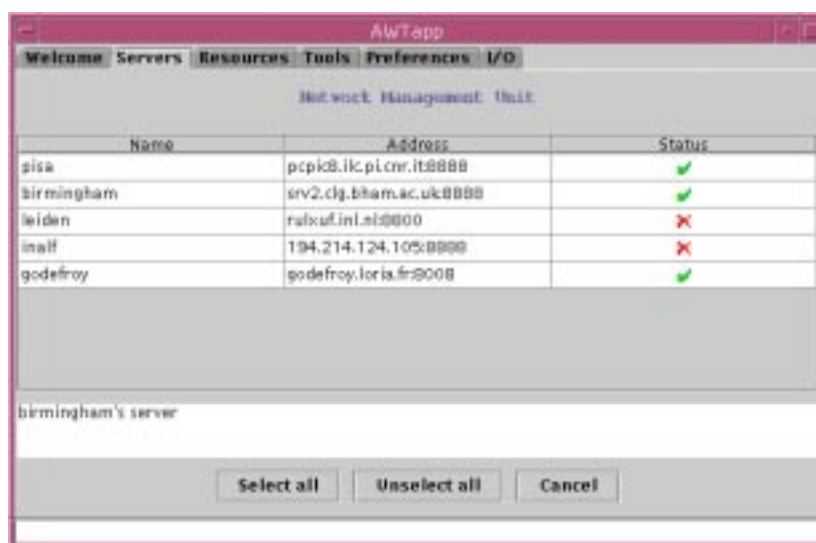 AWTapp
Welcome Servers Resources Tools Preferences I/O
Network Management Unit
Name Address Status
pisa pcpic8.ilc.pi.cnr.it:8888
birmingham srv2.clg.bham.ac.uk:8888
leiden rulxuf.inl.nl:8800
inalf 194.214.124.105:8888
godefroy godefroy.loria.fr:8008
birmingham's server
Select all Unselect all Cancel